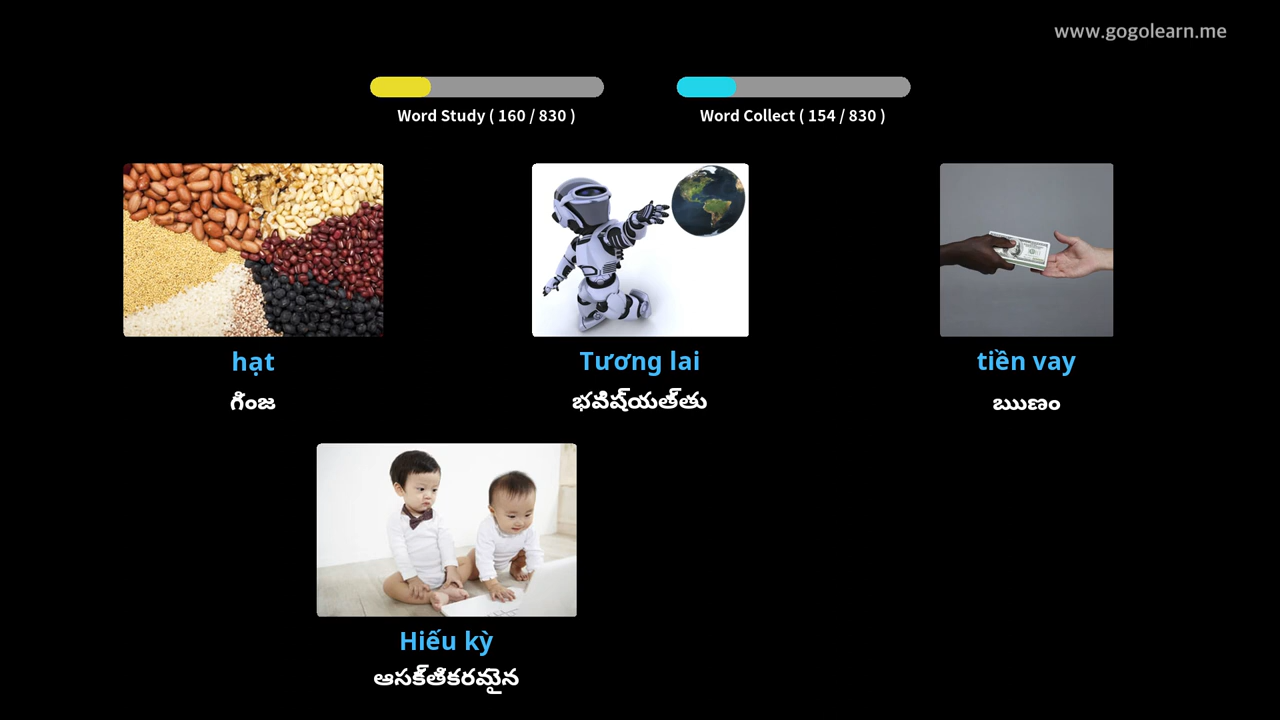 www.gogolearn.me
Word Study ( 160 / 830 )
Word Collect ( 154 / 830 )
hạt
గింజ
Tương lai
భవిష్యత్తు
tiền vay
ఋణం
Hiếu kỳ
ఆసక్తికరమైన